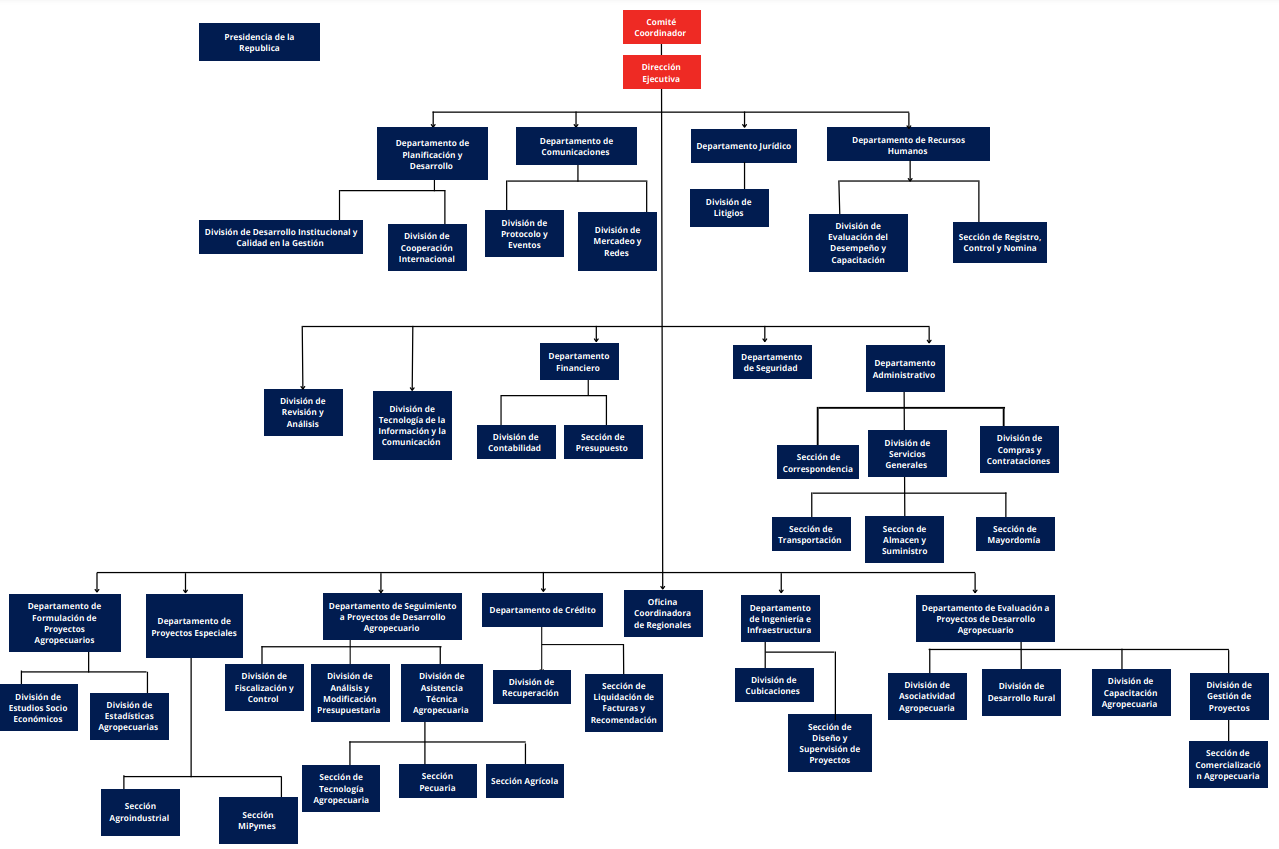 Presidencia de la
Republica
Comité
Coordinador
Dirección
Ejecutiva
Departamento de
Planificación y
Desarrollo
Departamento de
Comunicaciones
Departamento Jurídico
Departamento de Recursos
Humanos
División de Desarrollo Institucional y
Calidad en la Gestión
División de
Cooperación
Internacional
División de
Protocolo y
Eventos
División de
Mercadeo y
Redes
División de
Litigios
División de
Evaluación del
Desempeño y
Capacitación
Sección de Registro,
Control y Nomina
División de
Revisión y
Análisis
División de
Tecnología de la
Información y la
Comunicación
Departamento
Financiero
División de
Contabilidad
Sección de
Presupuesto
Departamento
de Seguridad
Departamento
Administrativo
Sección de
Correspondencia
División de
Servicios
Generales
División de
Compras y
Contrataciones
Sección de
Transportación
Seccion de
Almacen y
Suministro
Sección de
Mayordomía
Departamento de
Formulación de
Proyectos
Agropecuarios
Departamento de
Proyectos Especiales
Departamento de Seguimiento
a Proyectos de Desarrollo
Agropecuario
Departamento de Crédito
Oficina
Coordinadora
de Regionales
Departamento
de Ingeniería e
Infraestructura
Departamento de Evaluación a
Proyectos de Desarrollo
Agropecuario
División de
Estudios Socio
Económicos
División de
Estadísticas
Agropecuarias
División de
Fiscalización y
Control
División de
Análisis y
Modificación
Presupuestaria
División de
Asistencia
Técnica
Agropecuaria
División de
Recuperación
Sección de
Liquidación de
Facturas y
Recomendación
División de
Cubicaciones
Sección de
Diseño y
Supervisión de
Proyectos
División de
Asociatividad
Agropecuaria
División de
Desarrollo Rural
División de
Capacitación
Agropecuaria
División de
Gestión de
Proyectos
Sección de
Comercializació
n Agropecuaria
Sección
Agroindustrial
Sección
MiPymes
Sección de
Tecnología
Agropecuaria
Sección
Pecuaria
Sección Agrícola